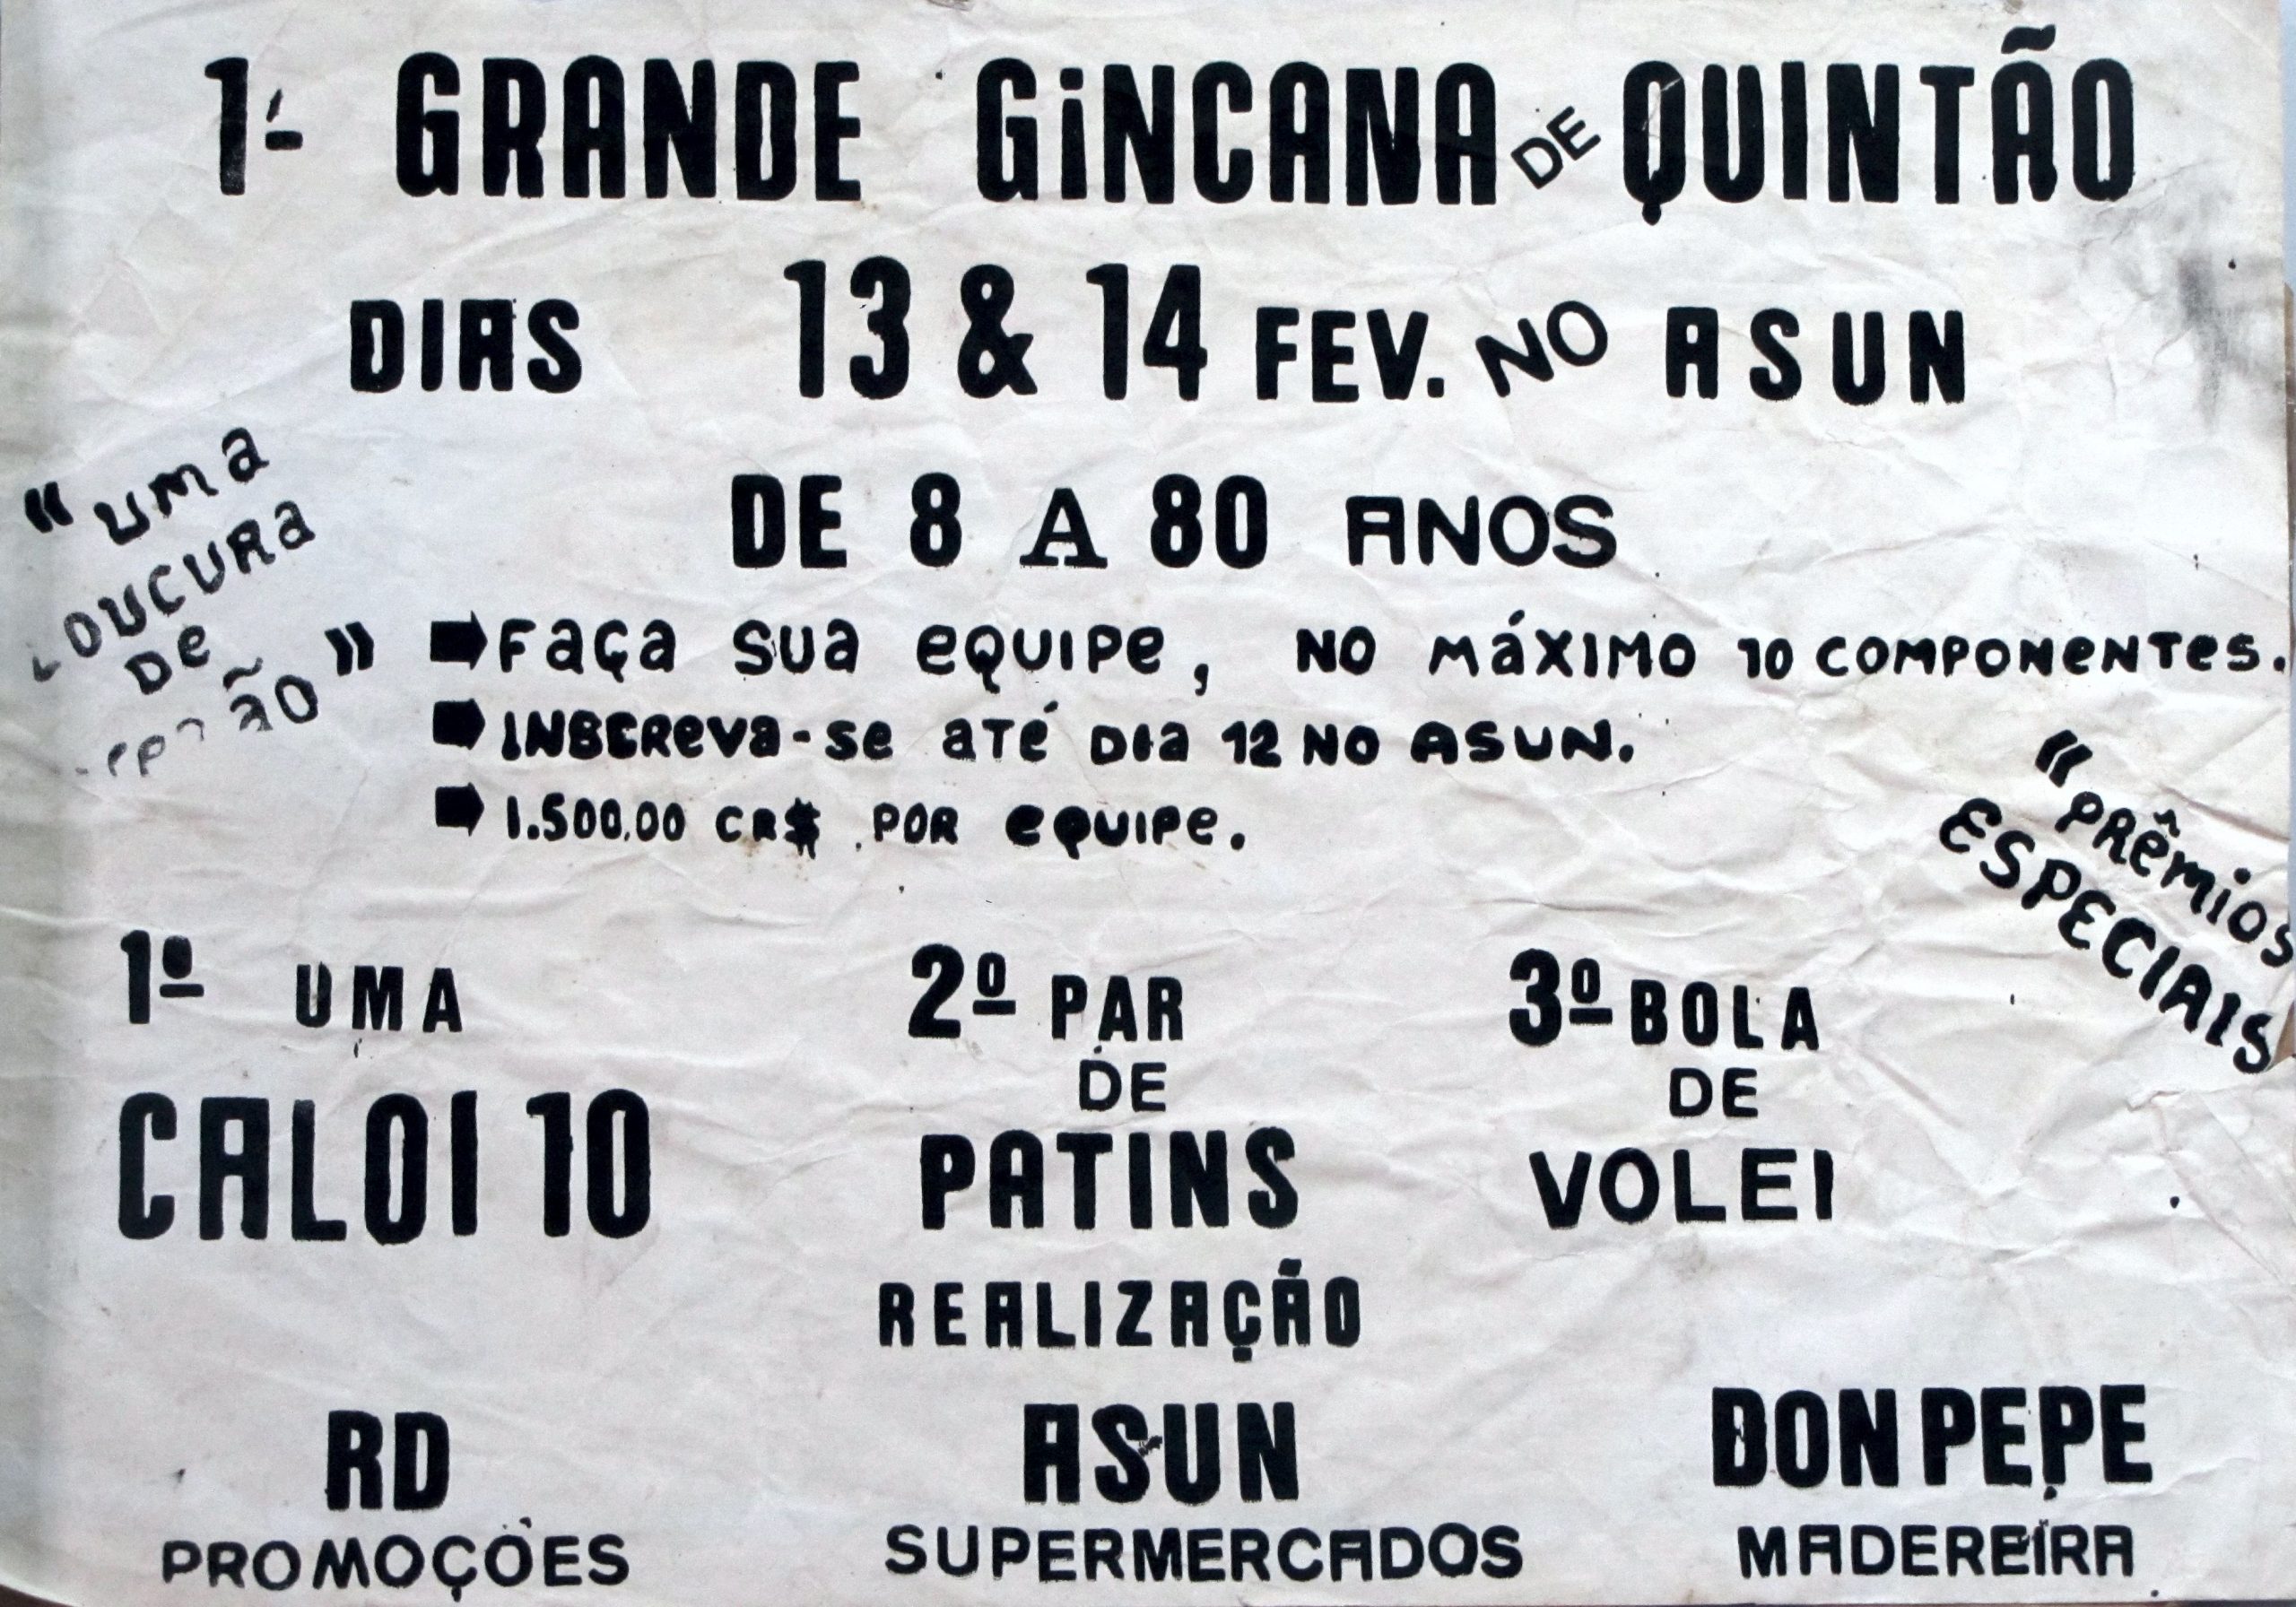 1ª GRANDE GiNCANA DE QUINTÃO
DIAS 13 & 14 FEV. NO ASUN
DE 8 A 80 ANOS
“uma
LOUCURA
De
ÃO”
Faça sua equipe, no máximo 10 componentes.
INSCReva-se até dia 12 no ASUN.
1.500,00 CR$ POR equipe.
“PRêmios
ESPECIAIS
1º UMA
CALOI 10
2º PAR
DE
PATINS
3º BOLA
DE
VOLEI
REALIZAÇÃO
RD
PROMOÇÕES
ASUN
SUPERMERCADOS
DON PEPE
MADEREIRA